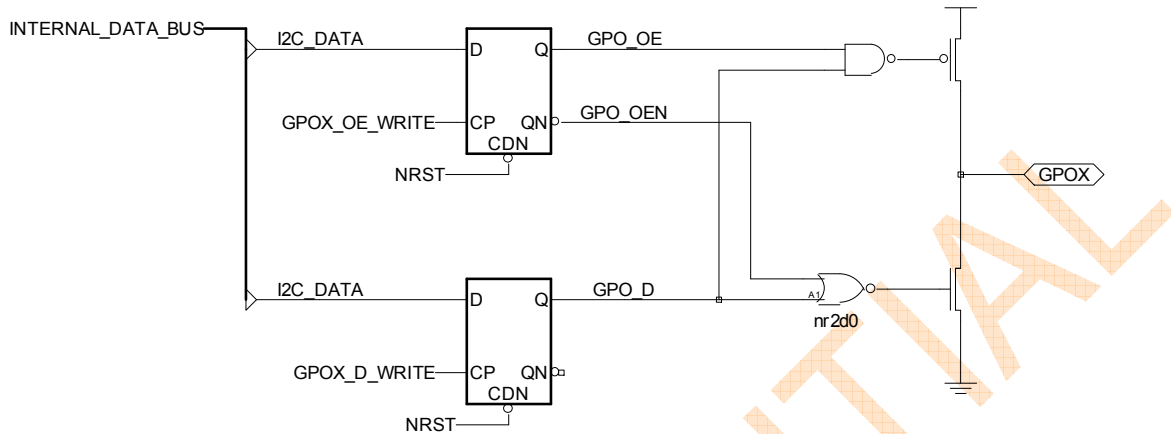 INTERNAL_DATA_BUS
I2C_DATA
D
Q
GPO_OE
GPOX_OE_WRITE
CP
QN
GPO_OEN
CDN
NRST
GPOX
I2C_DATA
D
Q
GPO_D
A1
nr2d0
GPOX_D_WRITE
CP
QN
CDN
NRST
TIAL